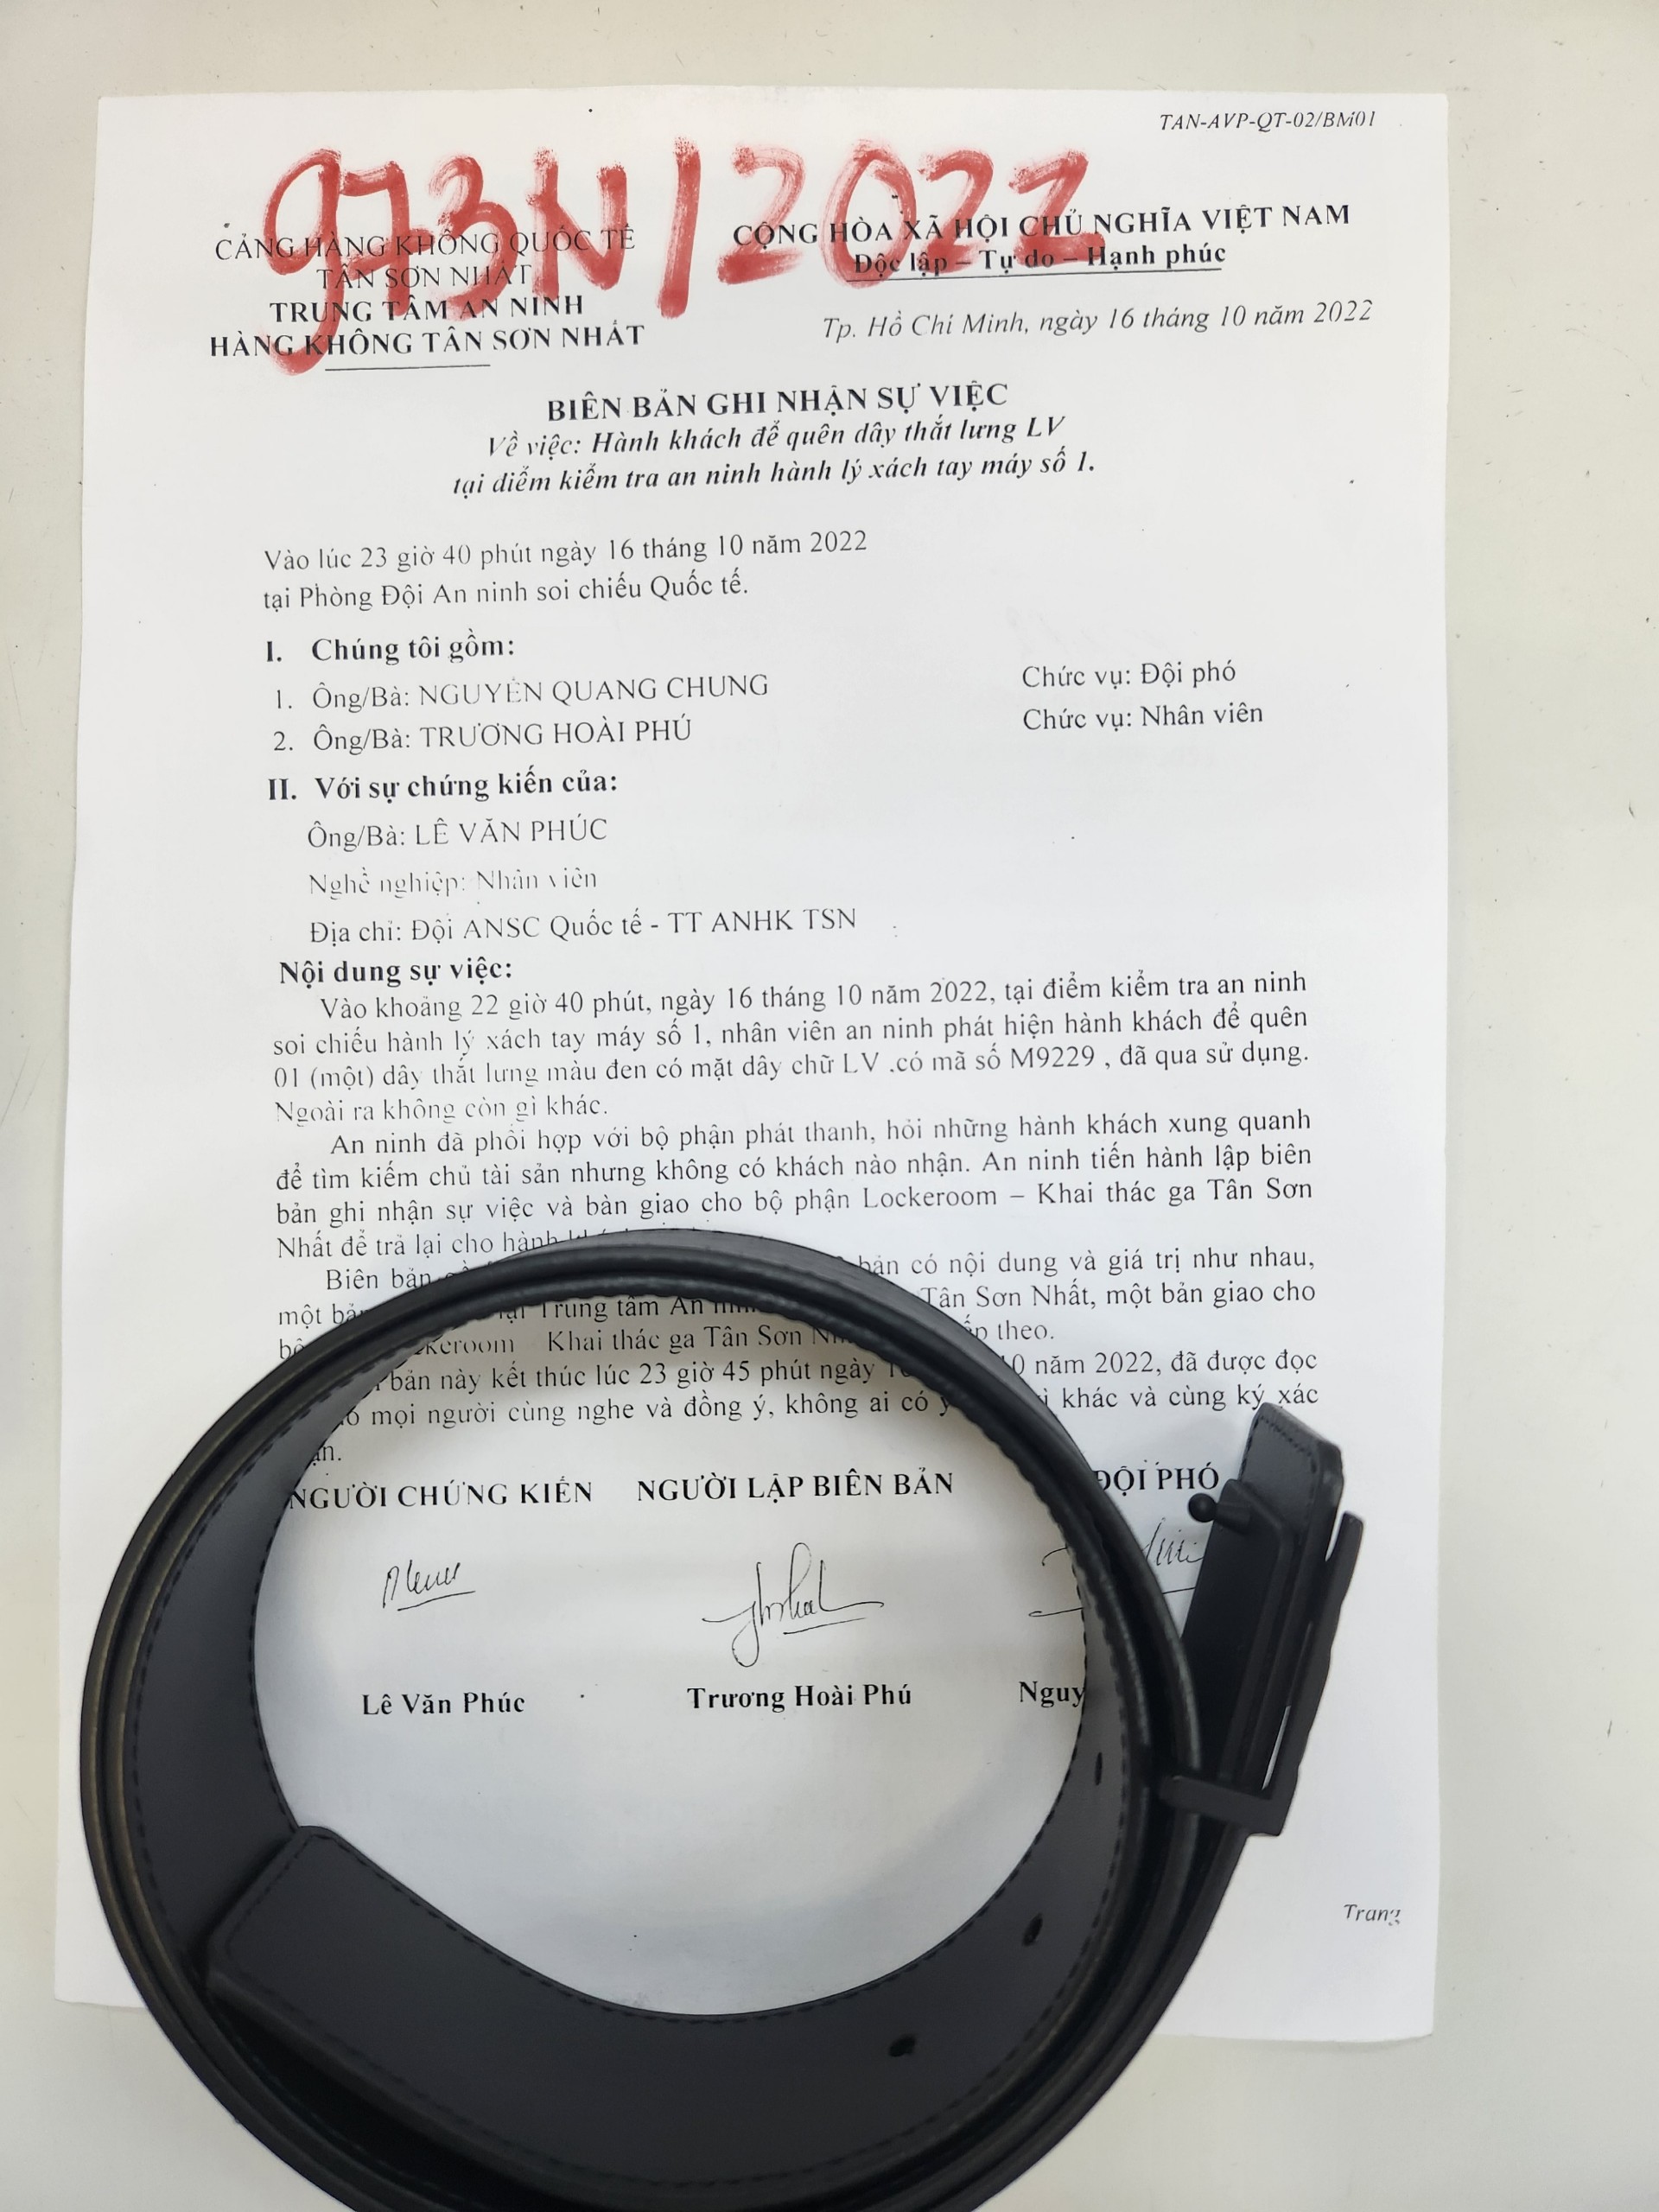 TAN-AVP-QT-02/BM01
973N/2022
CẢNG HÀNG KHÔNG QUỐC TẾ
TÂN SƠN NHẤT
TRUNG TÂM AN NINH
HÀNG KHÔNG TÂN SƠN NHẤT
CỘNG HÒA XÃ HỘI CHỦ NGHĨA VIỆT NAM
Độc lập – Tự do – Hạnh phúc
Tp. Hồ Chí Minh, ngày 16 tháng 10 năm 2022
BIÊN BẢN GHI NHẬN SỰ VIỆC
Về việc: Hành khách để quên dây thắt lưng LV
tại điểm kiểm tra an ninh hành lý xách tay máy số 1.
Vào lúc 23 giờ 40 phút ngày 16 tháng 10 năm 2022
tại Phòng Đội An ninh soi chiếu Quốc tế.
I. Chúng tôi gồm:
1. Ông/Bà: NGUYỄN QUANG CHUNG Chức vụ: Đội phó
2. Ông/Bà: TRƯƠNG HOÀI PHÚ Chức vụ: Nhân viên
II. Với sự chứng kiến của:
Ông/Bà: LÊ VĂN PHÚC
Nghề nghiệp: Nhân viên
Địa chỉ: Đội ANSC Quốc tế - TT ANHK TSN
Nội dung sự việc:
Vào khoảng 22 giờ 40 phút, ngày 16 tháng 10 năm 2022, tại điểm kiểm tra an ninh
soi chiếu hành lý xách tay máy số 1, nhân viên an ninh phát hiện hành khách để quên
01 (một) dây thắt lưng màu đen có mặt dây chữ LV .có mã số M9229 , đã qua sử dụng.
Ngoài ra không còn gì khác.
An ninh đã phối hợp với bộ phận phát thanh, hỏi những hành khách xung quanh
để tìm kiếm chủ tài sản nhưng không có khách nào nhận. An ninh tiến hành lập biên
bản ghi nhận sự việc và bàn giao cho bộ phận Lockeroom – Khai thác ga Tân Sơn
Nhất để trả lại cho hành
Biên bản bản có nội dung và giá trị như nhau,
một Trung tâm An Tân Sơn Nhất, một bản giao cho
Khai thác ga Tân Sơn theo.
bản này kết thúc lúc 23 giờ 45 phút ngày 10 năm 2022, đã được đọc
mọi người cùng nghe và đồng ý, không ai có khác và cùng ký xác
NGƯỜI CHỨNG KIẾN NGƯỜI LẬP BIÊN BẢN ĐỘI PHÓ
Lê Văn Phúc Trương Hoài Phú Nguy
Trang